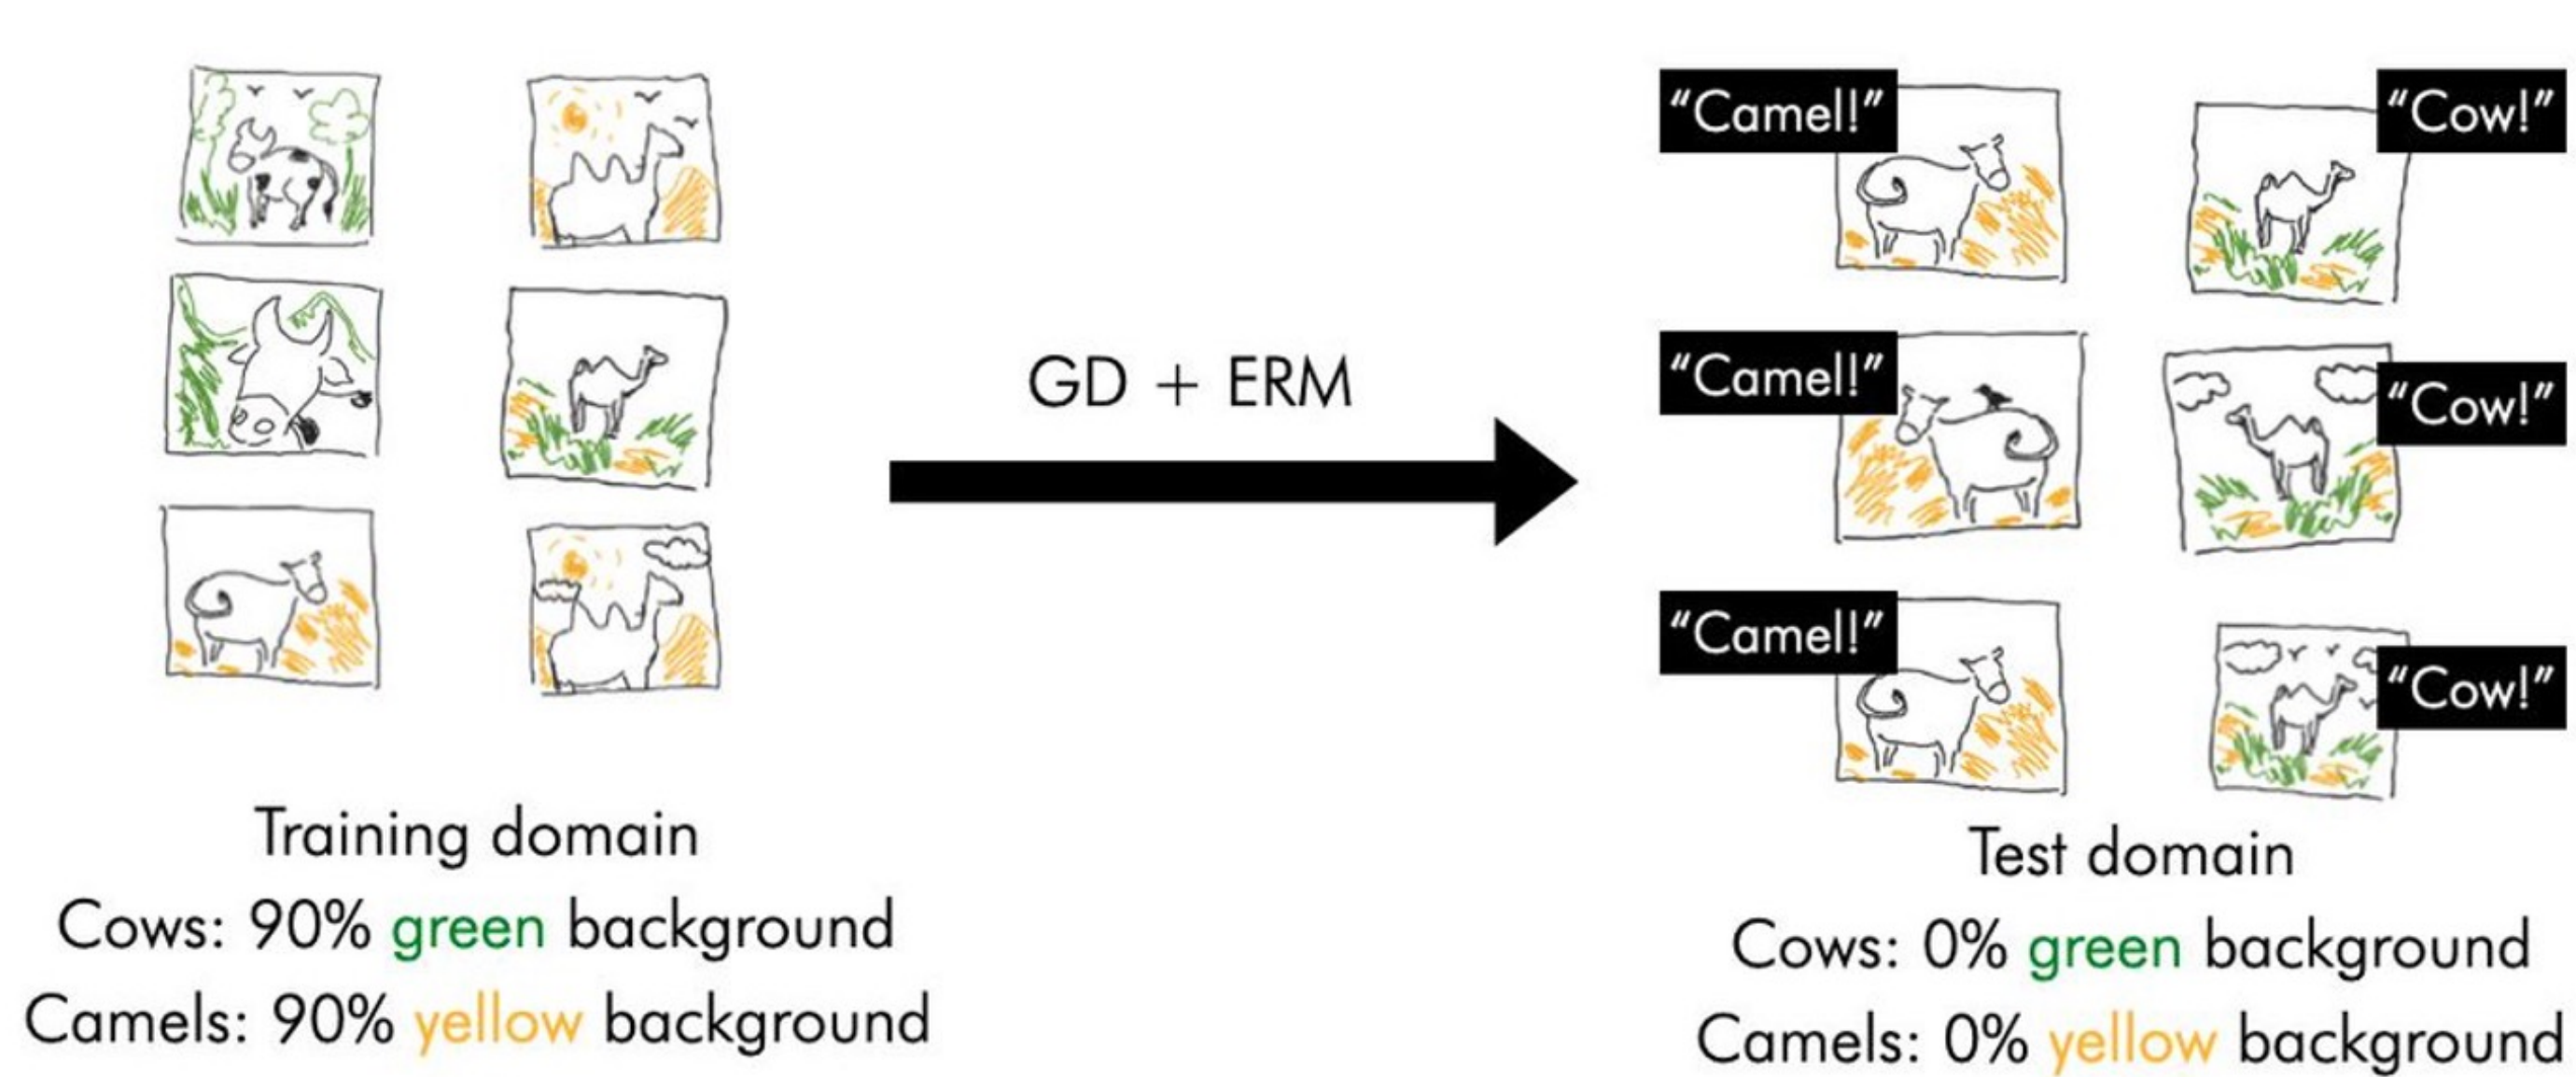 GD + ERM
Training domain
Cows: 90% green background
Camels: 90% yellow background
“Camel!”
“Cow!”
“Camel!”
“Cow!”
“Camel!”
“Cow!”
Test domain
Cows: 0% green background
Camels: 0% yellow background